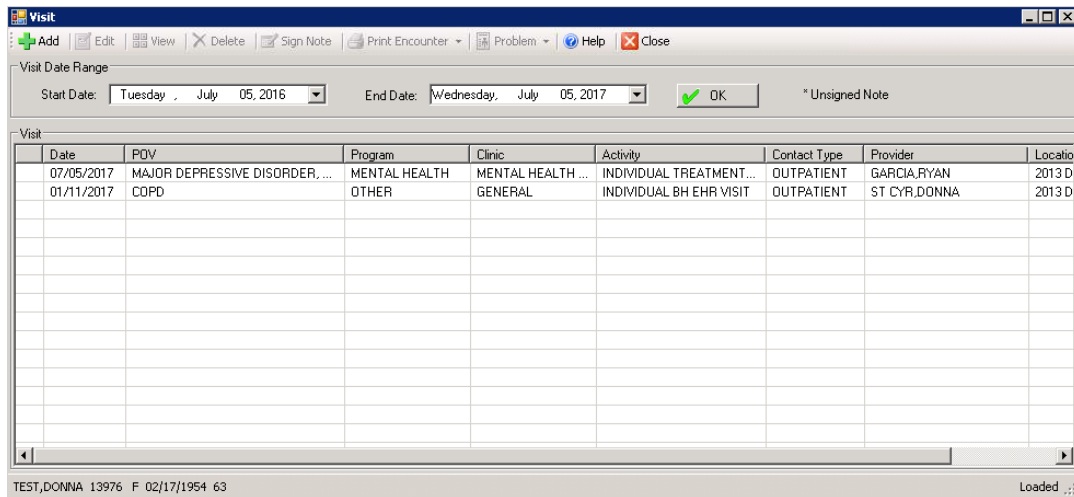 Visit
Add Edit View Delete Sign Note Print Encounter Problem Help Close
Visit Date Range
Start Date: Tuesday , July 05, 2016 End Date: Wednesday, July 05, 2017 OK * Unsigned Note
Visit
Date POV Program Clinic Activity Contact Type Provider Locatio
07/05/2017 MAJOR DEPRESSIVE DISORDER, ... MENTAL HEALTH MENTAL HEALTH ... INDIVIDUAL TREATMENT... OUTPATIENT GARCIA,RYAN 2013 D
01/11/2017 COPD OTHER GENERAL INDIVIDUAL BH EHR VISIT OUTPATIENT ST CYR,DONNA 2013 D
TEST,DONNA 13976 F 02/17/1954 63 Loaded